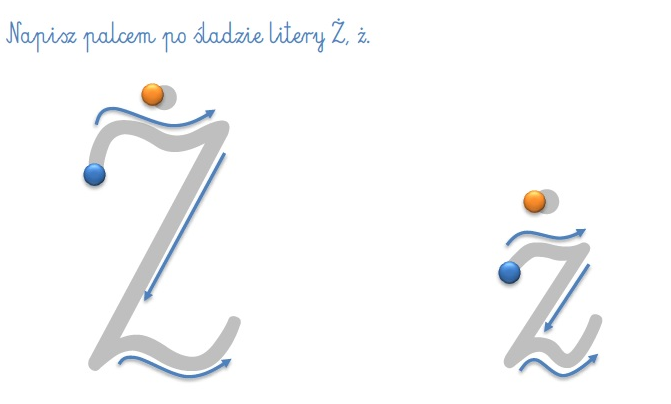 Napisz palcem po śladzie litery Ż, ż.
Ż
ż